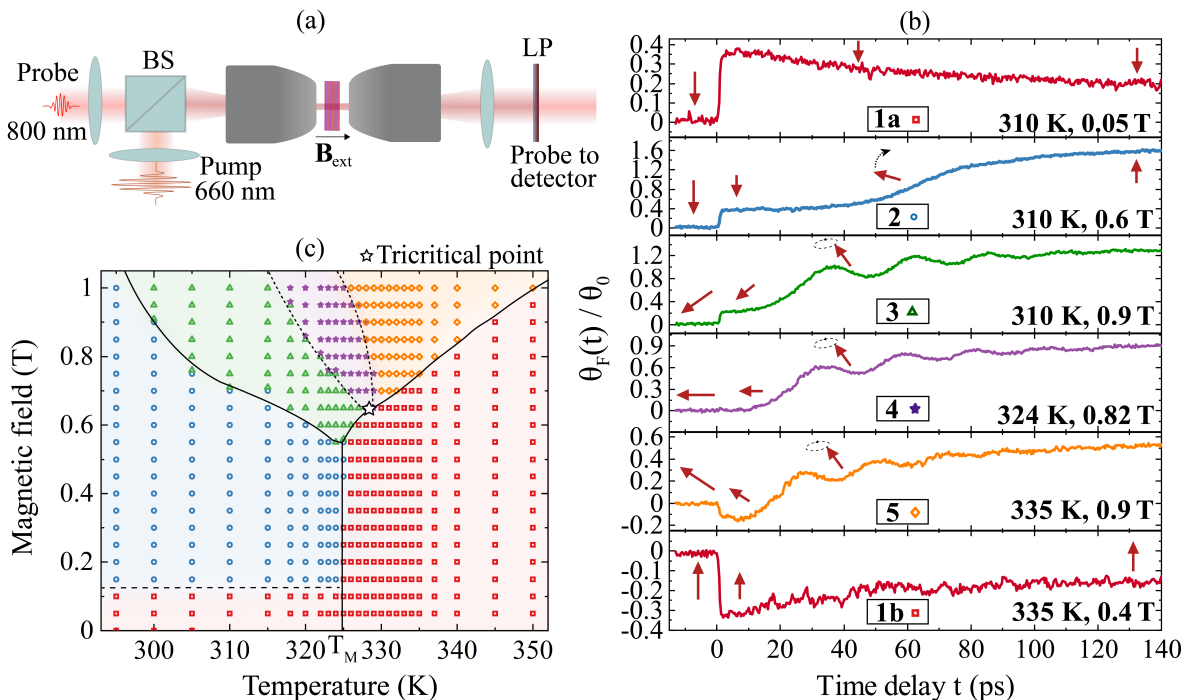 (a)
Probe
BS
LP
800 nm
B_ext
Pump
660 nm
Probe to
detector
(b)
0.4
0.3
0.2
0.1
0
1a
310 K, 0.05 T
1.6
1.2
0.8
0.4
0
2
310 K, 0.6 T
1.2
0.8
0.4
0
3
310 K, 0.9 T
0.9
0.6
0.3
0
4
324 K, 0.82 T
0.6
0.4
0.2
0
-0.2
5
335 K, 0.9 T
0
-0.1
-0.2
-0.3
-0.4
1b
335 K, 0.4 T
0 20 40 60 80 100 120 140
Time delay t (ps)
θ_F(t) / θ_0
(c)
☆Tricritical point
1
0.8
0.6
0.4
0.2
0
Magnetic field (T)
300 310 320 T_M 330 340 350
Temperature (K)